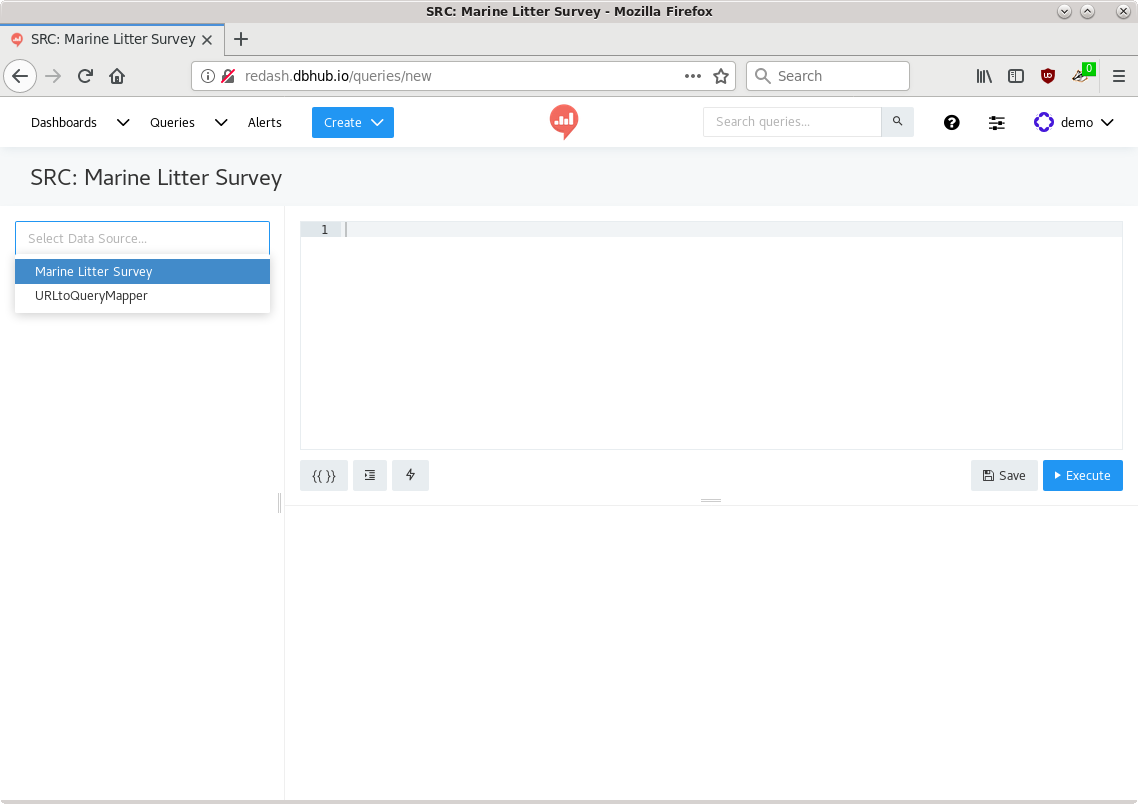 SRC: Marine Litter Survey - Mozilla Firefox
SRC: Marine Litter Survey
redash.dbhub.io/queries/new
Search
0
Dashboards
Queries
Alerts
Create
Search queries...
demo
SRC: Marine Litter Survey
Select Data Source...
Marine Litter Survey
URLtoQueryMapper
1
{{ }}
Save
Execute